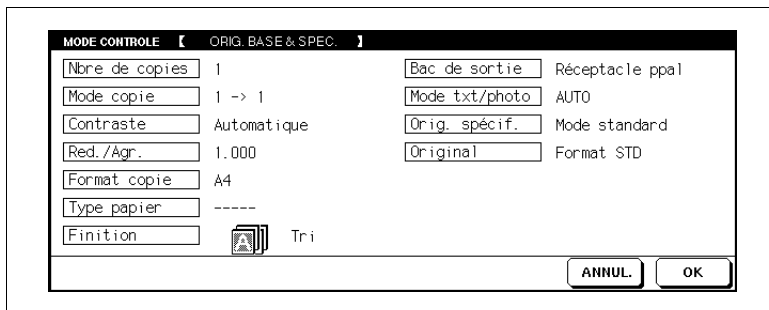 MODE CONTROLE 【 ORIG. BASE & SPEC. 】
Nbre de copies 1
Mode copie 1 -> 1
Contraste Automatique
Red./Agr. 1.000
Format copie A4
Type papier -----
Finition A Tri
Bac de sortie Réceptacle ppal
Mode txt/photo AUTO
Orig. spécif. Mode standard
Original Format STD
ANNUL. OK